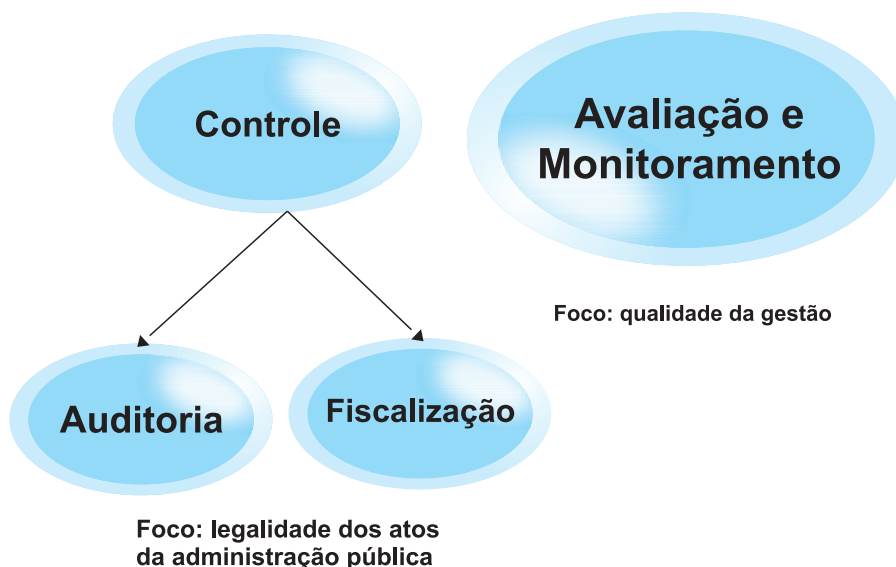 Controle
Avaliação e
Monitoramento
Foco: qualidade da gestão
Auditoria
Fiscalização
Foco: legalidade dos atos
da administração pública